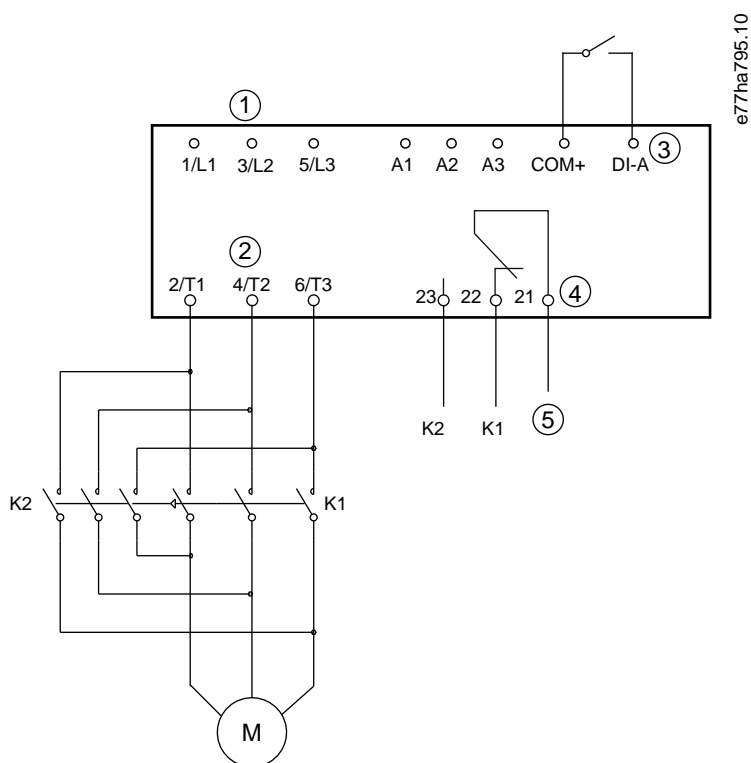 e77ha795.10
1
1/L1 3/L2 5/L3 A1 A2 A3 COM+ DI-A 3
2
2/T1 4/T2 6/T3 23 22 21 4
K2 K1 5
K2 K1
M